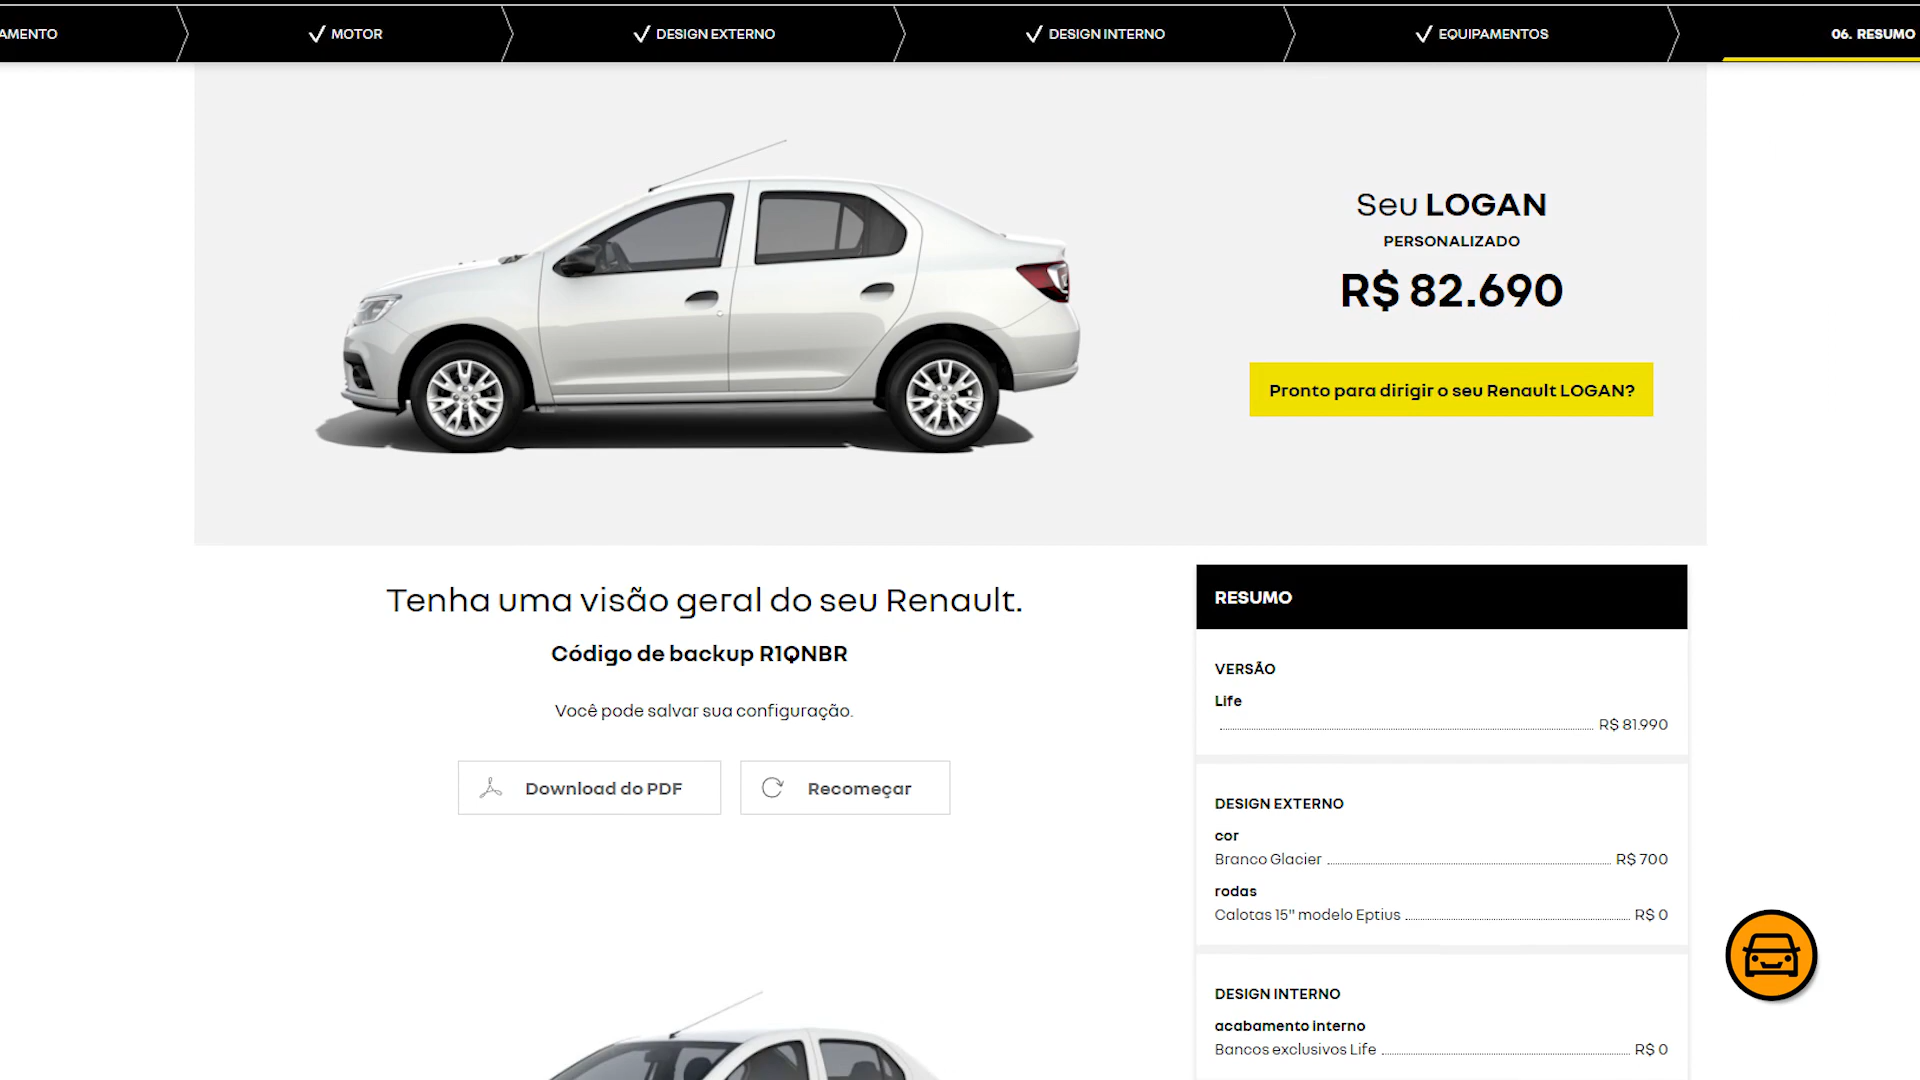 AMENTO
MOTOR
DESIGN EXTERNO
DESIGN INTERNO
EQUIPAMENTOS
06. RESUMO
Seu LOGAN
PERSONALIZADO
R$ 82.690
Pronto para dirigir o seu Renault LOGAN?
Tenha uma visão geral do seu Renault.
Código de backup R1QNBR
Você pode salvar sua configuração.
Download do PDF
Recomeçar
RESUMO
VERSÃO
Life
R$ 81.990
DESIGN EXTERNO
cor
Branco Glacier R$ 700
rodas
Calotas 15" modelo Eptius R$ 0
DESIGN INTERNO
acabamento interno
Bancos exclusivos Life R$ 0